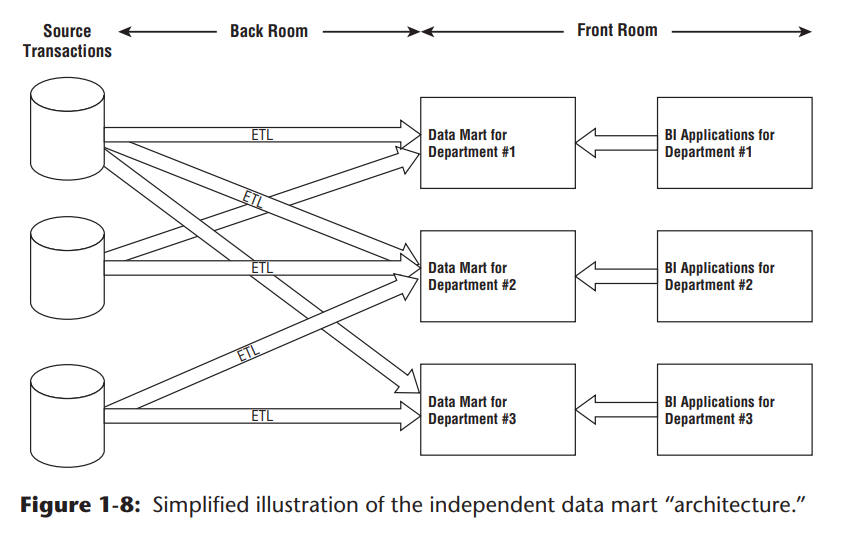 Source
Transactions
Back Room
Front Room
ETL
Data Mart for
Department #1
BI Applications for
Department #1
ETL
ETL
Data Mart for
Department #2
BI Applications for
Department #2
ETL
ETL
Data Mart for
Department #3
BI Applications for
Department #3
Figure 1-8: Simplified illustration of the independent data mart “architecture.”